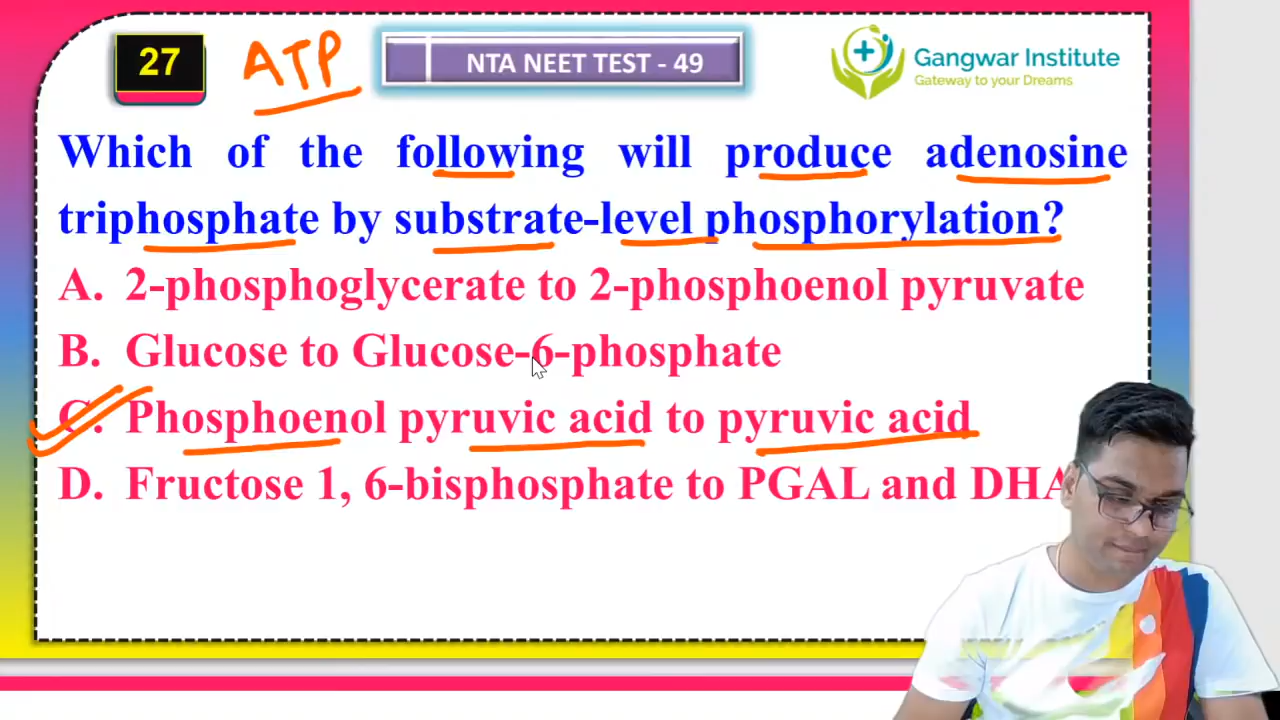 27
ATP
NTA NEET TEST - 49
Gangwar Institute
Gateway to your Dreams
Which of the following will produce adenosine
triphosphate by substrate-level phosphorylation?
A. 2-phosphoglycerate to 2-phosphoenol pyruvate
B. Glucose to Glucose-6-phosphate
C. Phosphoenol pyruvic acid to pyruvic acid
D. Fructose 1, 6-bisphosphate to PGAL and